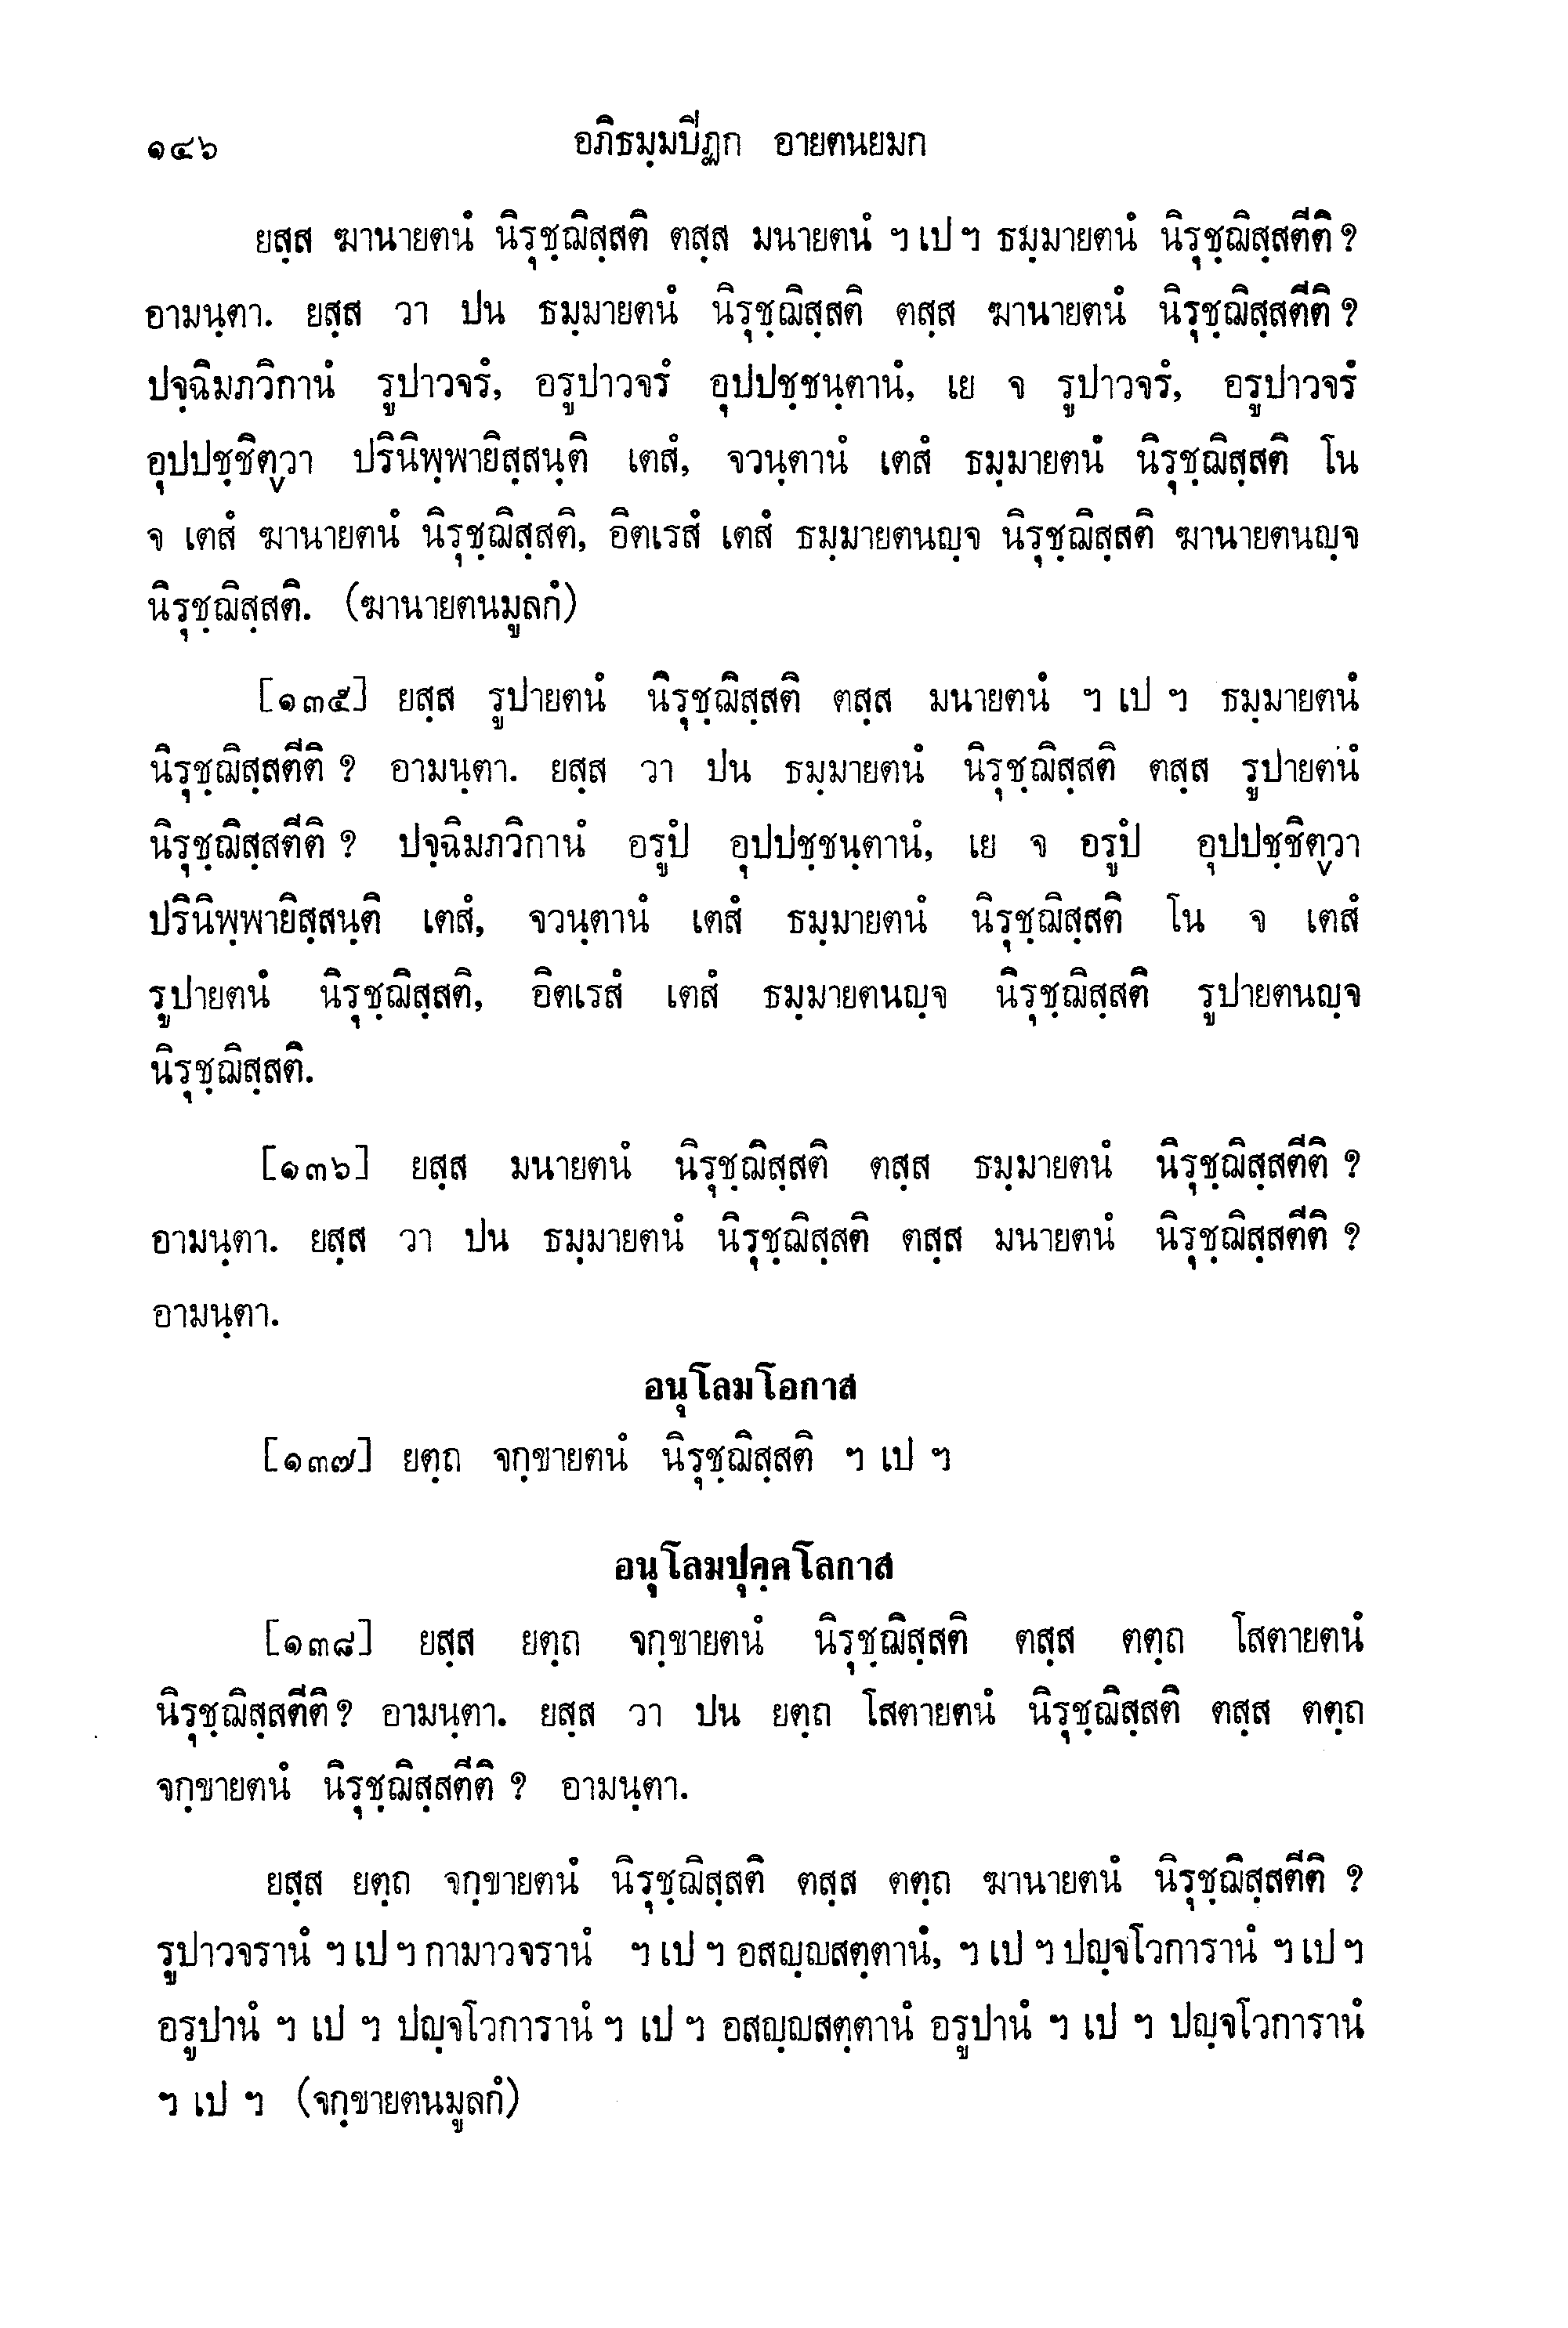 ๑๔๖ อภิธมฺมปีฏก อายตนยมก
ยสฺส ฆานายตนํ นิรุชฺฌิสฺสติ ตสฺส มนายตนํ ฯ เป ฯ ธมฺมายตนํ นิรุชฺฌิสฺสตีติ ?
อามนฺตา. ยสฺส วา ปน ธมฺมายตนํ นิรุชฺฌิสฺสติ ตสฺส ฆานายตนํ นิรุชฺฌิสฺสตีติ ?
ปจฺฉิมภวิกานํ รูปาวจรํ, อรูปาวจรํ อุปปชฺชนฺตานํ, เย จ รูปาวจรํ, อรูปาวจรํ
อุปปชฺชิตฺวา ปรินิพฺพายิสฺสนฺติ เตสํ, จวนฺตานํ เตสํ ธมฺมายตนํ นิรุชฺฌิสฺสติ โน
จ เตสํ ฆานายตนํ นิรุชฺฌิสฺสติ, อิตเรสํ เตสํ ธมฺมายตนญฺจ นิรุชฺฌิสฺสติ ฆานายตนญฺจ
นิรุชฺฌิสฺสติ. (ฆานายตนมูลกํ)
[๑๓๕] ยสฺส รูปายตนํ นิรุชฺฌิสฺสติ ตสฺส มนายตนํ ฯ เป ฯ ธมฺมายตนํ
นิรุชฺฌิสฺสตีติ ? อามนฺตา. ยสฺส วา ปน ธมฺมายตนํ นิรุชฺฌิสฺสติ ตสฺส รูปายตนํ
นิรุชฺฌิสฺสตีติ ? ปจฺฉิมภวิกานํ อรูปํ อุปปชฺชนฺตานํ, เย จ อรูปํ อุปปชฺชิตฺวา
ปรินิพฺพายิสฺสนฺติ เตสํ, จวนฺตานํ เตสํ ธมฺมายตนํ นิรุชฺฌิสฺสติ โน จ เตสํ
รูปายตนํ นิรุชฺฌิสฺสติ, อิตเรสํ เตสํ ธมฺมายตนญฺจ นิรุชฺฌิสฺสติ รูปายตนญฺจ
นิรุชฺฌิสฺสติ.
[๑๓๖] ยสฺส มนายตนํ นิรุชฺฌิสฺสติ ตสฺส ธมฺมายตนํ นิรุชฺฌิสฺสตีติ ?
อามนฺตา. ยสฺส วา ปน ธมฺมายตนํ นิรุชฺฌิสฺสติ ตสฺส มนายตนํ นิรุชฺฌิสฺสตีติ ?
อามนฺตา.
อนุโลมโอกาส
[๑๓๗] ยตฺถ จกฺขายตนํ นิรุชฺฌิสฺสติ ฯ เป ฯ
อนุโลมปุคฺคโลกาส
[๑๓๘] ยสฺส ยตฺถ จกฺขายตนํ นิรุชฺฌิสฺสติ ตสฺส ตตฺถ โสตายตนํ
นิรุชฺฌิสฺสตีติ ? อามนฺตา. ยสฺส วา ปน ยตฺถ โสตายตนํ นิรุชฺฌิสฺสติ ตสฺส ตตฺถ
จกฺขายตนํ นิรุชฺฌิสฺสตีติ ? อามนฺตา.
ยสฺส ยตฺถ จกฺขายตนํ นิรุชฺฌิสฺสติ ตสฺส ตตฺถ ฆานายตนํ นิรุชฺฌิสฺสตีติ ?
รูปาวจรานํ ฯ เป ฯ กามาวจรานํ ฯ เป ฯ อสญฺญสตฺตานํ, ฯ เป ฯ ปญฺจโวการานํ ฯ เป ฯ
อรูปานํ ฯ เป ฯ ปญฺจโวการานํ ฯ เป ฯ อสญฺญสตฺตานํ อรูปานํ ฯ เป ฯ ปญฺจโวการานํ
ฯ เป ฯ (จกฺขายตนมูลกํ)